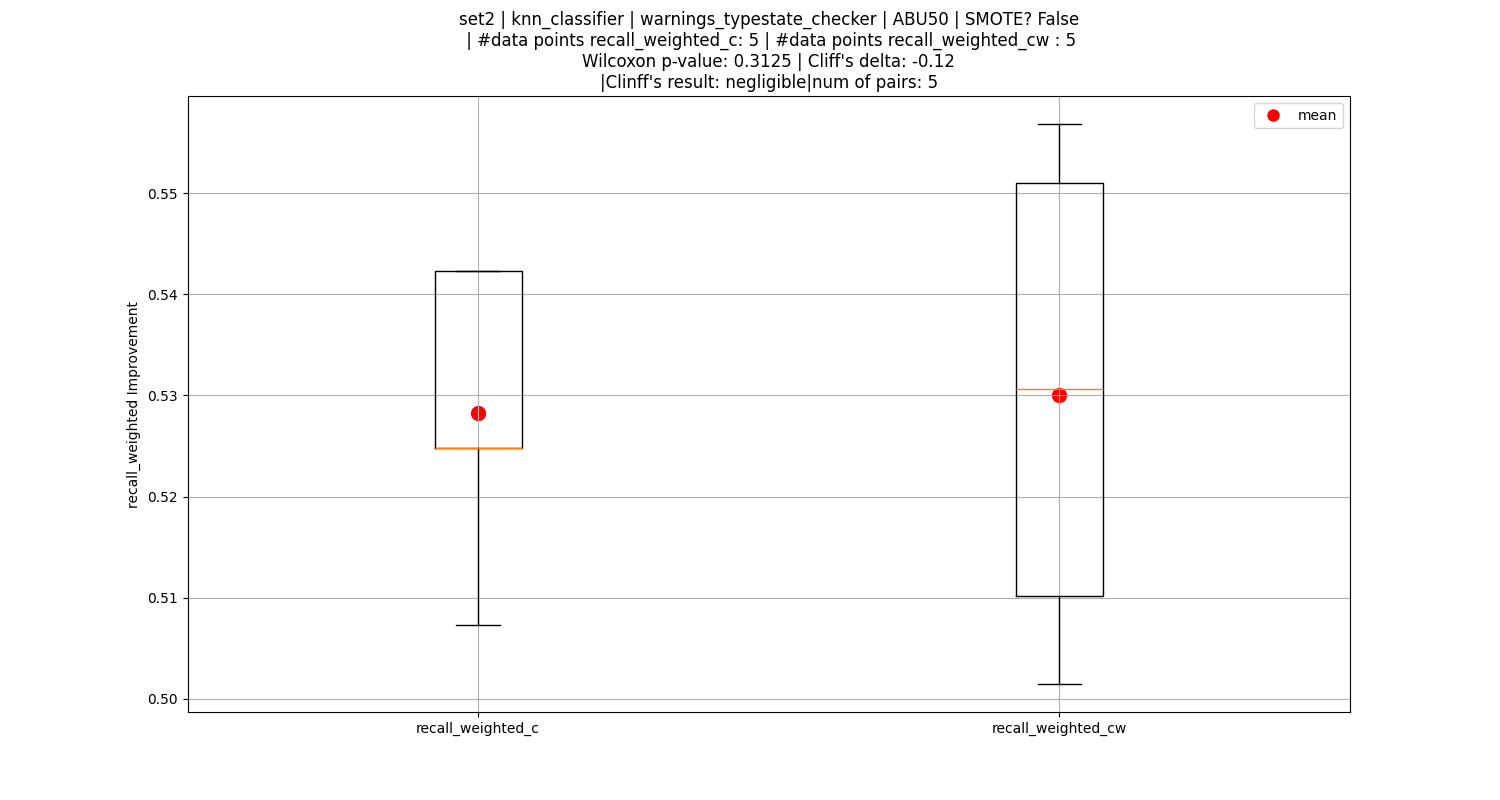 set2 | knn_classifier | warnings_typestate_checker | ABU50 | SMOTE? False
| #data points recall_weighted_c: 5 | #data points recall_weighted_cw : 5
Wilcoxon p-value: 0.3125 | Cliff's delta: -0.12
|Clinff's result: negligible|num of pairs: 5
mean
recall_weighted Improvement
0.55
0.54
0.53
0.52
0.51
0.50
recall_weighted_c
recall_weighted_cw